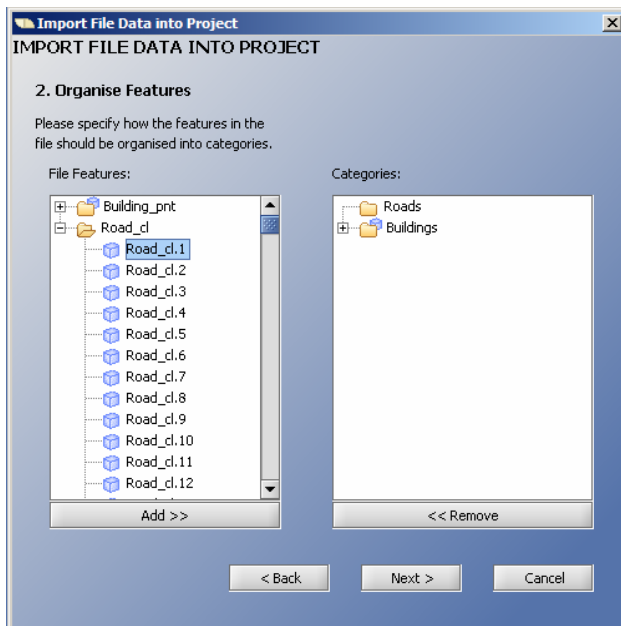 Import File Data into Project
IMPORT FILE DATA INTO PROJECT
2. Organise Features
Please specify how the features in the
file should be organised into categories.
File Features:
Building_pnt
Road_cl
Road_cl.1
Road_cl.2
Road_cl.3
Road_cl.4
Road_cl.5
Road_cl.6
Road_cl.7
Road_cl.8
Road_cl.9
Road_cl.10
Road_cl.11
Road_cl.12
Add >>
Categories:
Roads
Buildings
<< Remove
< Back
Next >
Cancel